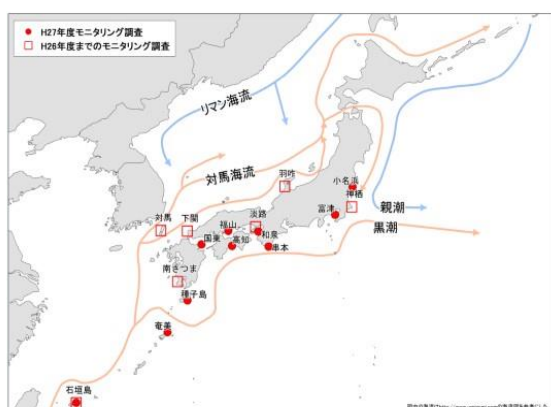 H27年度モニタリング調査
H26年度までのモニタリング調査
リマン海流
対馬海流
羽咋
小名浜
神栖
富津
親潮
黒潮
対馬
下関
福山
淡路
和泉
国東
高知
串本
南さつま
種子島
奄美
石垣島